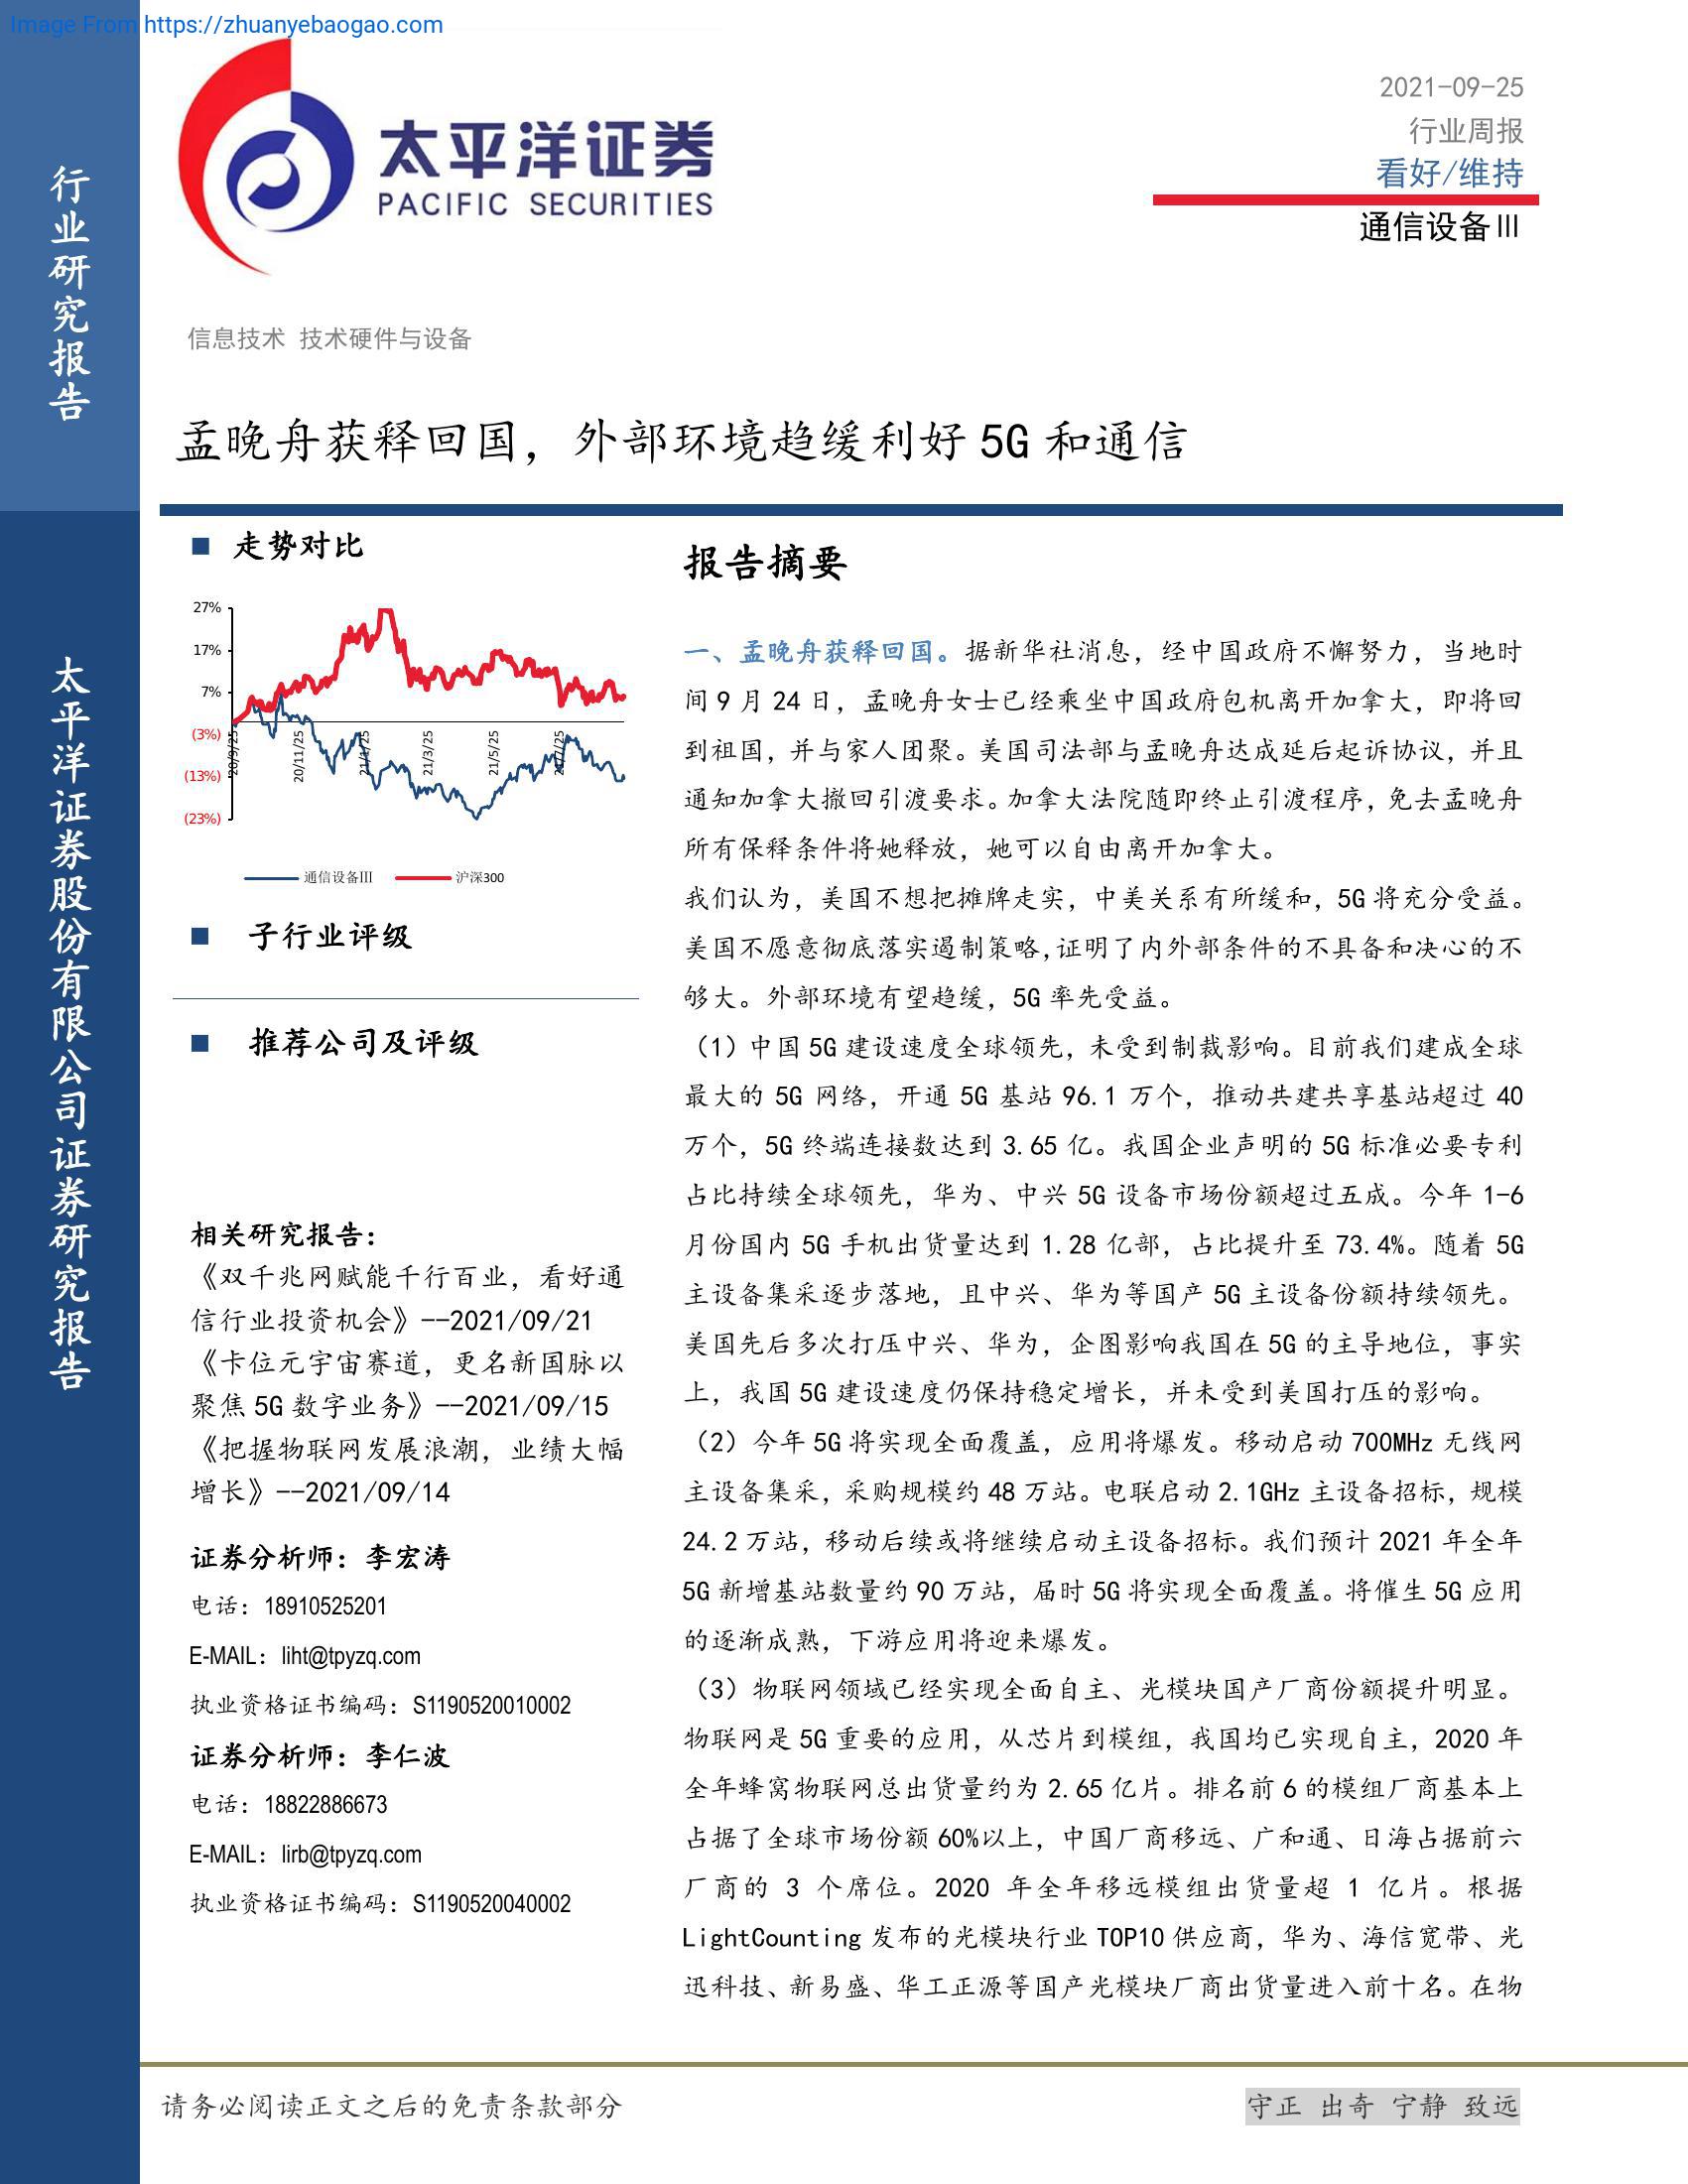 Image From https://zhuanyebaogao.com
行业研究报告
太平洋证券股份有限公司证券研究报告
太平洋证券
PACIFIC SECURITIES
2021-09-25
行业周报
看好/维持
通信设备Ⅲ
信息技术 技术硬件与设备
孟晚舟获释回国，外部环境趋缓利好 5G 和通信
■ 走势对比
27%
17%
7%
(3%)
(13%)
(23%)
20/9/25
20/11/25
21/1/25
21/3/25
21/5/25
21/7/25
通信设备Ⅲ
沪深300
■ 子行业评级
■ 推荐公司及评级
相关研究报告：
《双千兆网赋能千行百业，看好通
信行业投资机会》--2021/09/21
《卡位元宇宙赛道，更名新国脉以
聚焦 5G 数字业务》--2021/09/15
《把握物联网发展浪潮，业绩大幅
增长》--2021/09/14
证券分析师：李宏涛
电话：18910525201
E-MAIL：liht@tpyzq.com
执业资格证书编码：S1190520010002
证券分析师：李仁波
电话：18822886673
E-MAIL：lirb@tpyzq.com
执业资格证书编码：S1190520040002
报告摘要
一、孟晚舟获释回国。据新华社消息，经中国政府不懈努力，当地时
间 9 月 24 日，孟晚舟女士已经乘坐中国政府包机离开加拿大，即将回
到祖国，并与家人团聚。美国司法部与孟晚舟达成延后起诉协议，并且
通知加拿大撤回引渡要求。加拿大法院随即终止引渡程序，免去孟晚舟
所有保释条件将她释放，她可以自由离开加拿大。
我们认为，美国不想把摊牌走实，中美关系有所缓和，5G 将充分受益。
美国不愿意彻底落实遏制策略，证明了内外部条件的不具备和决心的不
够大。外部环境有望趋缓，5G 率先受益。
（1）中国 5G 建设速度全球领先，未受到制裁影响。目前我们建成全球
最大的 5G 网络，开通 5G 基站 96.1 万个，推动共建共享基站超过 40
万个，5G 终端连接数达到 3.65 亿。我国企业声明的 5G 标准必要专利
占比持续全球领先，华为、中兴 5G 设备市场份额超过五成。今年 1-6
月份国内 5G 手机出货量达到 1.28 亿部，占比提升至 73.4%。随着 5G
主设备集采逐步落地，且中兴、华为等国产 5G 主设备份额持续领先。
美国先后多次打压中兴、华为，企图影响我国在 5G 的主导地位，事实
上，我国 5G 建设速度仍保持稳定增长，并未受到美国打压的影响。
（2）今年 5G 将实现全面覆盖，应用将爆发。移动启动 700MHz 无线网
主设备集采，采购规模约 48 万站。电联启动 2.1GHz 主设备招标，规模
24.2 万站，移动后续或将继续启动主设备招标。我们预计 2021 年全年
5G 新增基站数量约 90 万站，届时 5G 将实现全面覆盖。将催生 5G 应用
的逐渐成熟，下游应用将迎来爆发。
（3）物联网领域已经实现全面自主、光模块国产厂商份额提升明显。
物联网是 5G 重要的应用，从芯片到模组，我国均已实现自主，2020 年
全年蜂窝物联网总出货量约为 2.65 亿片。排名前 6 的模组厂商基本上
占据了全球市场份额 60%以上，中国厂商移远、广和通、日海占据前六
厂商的 3 个席位。2020 年全年移远模组出货量超 1 亿片。根据
LightCounting 发布的光模块行业 TOP10 供应商，华为、海信宽带、光
迅科技、新易盛、华工正源等国产光模块厂商出货量进入前十名。在物
请务必阅读正文之后的免责条款部分
守正 出奇 宁静 致远